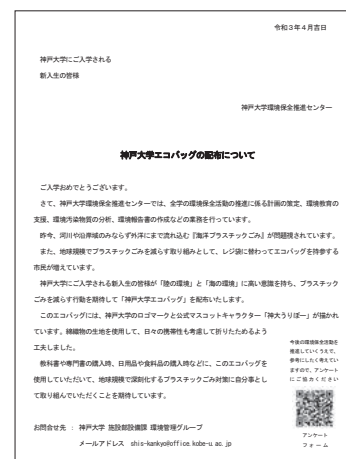 令和3年4月吉日
神戸大学にご入学される
新入生の皆様
神戸大学環境保全推進センター
神戸大学エコバッグの配布について
ご入学おめでとうございます。
さて、神戸大学環境保全推進センターでは、全学の環境保全活動の推進に係る計画の策定、環境教育の
支援、環境汚染物質の分析、環境報告書の作成などの業務を行っています。
昨今、河川や沿岸域のみならず外洋にまで流れ込む『海洋プラスチックごみ』が問題視されています。
また、地球規模でプラスチックごみを減らす取り組みとして、レジ袋に替わってエコバッグを持参する
市民が増えています。
神戸大学にご入学される新入生の皆様が「陸の環境」と「海の環境」に高い意識を持ち、プラスチック
ごみを減らす行動を期待して「神戸大学エコバッグ」を配布いたします。
このエコバッグには、神戸大学のロゴマークと公式マスコットキャラクター「神大うりぼー」が描かれ
ています。綿織物の生地を使用して、日々の携帯性も考慮して折りたためるよう
工夫しました。
教科書や専門書の購入時、日用品や食料品の購入時などに、このエコバッグを
使用していただいて、地球規模で深刻化するプラスチックごみ対策に自分事とし
て取り組んでいただくことを期待しています。
今後の環境保全活動を
推進していくうえで、
参考にしたく考えてい
ますので、アンケート
にご協力ください
アンケート
フォーム
お問合せ先 : 神戸大学 施設部設備課 環境管理グループ
メールアドレス shis-kankyo@office.kobe-u.ac.jp